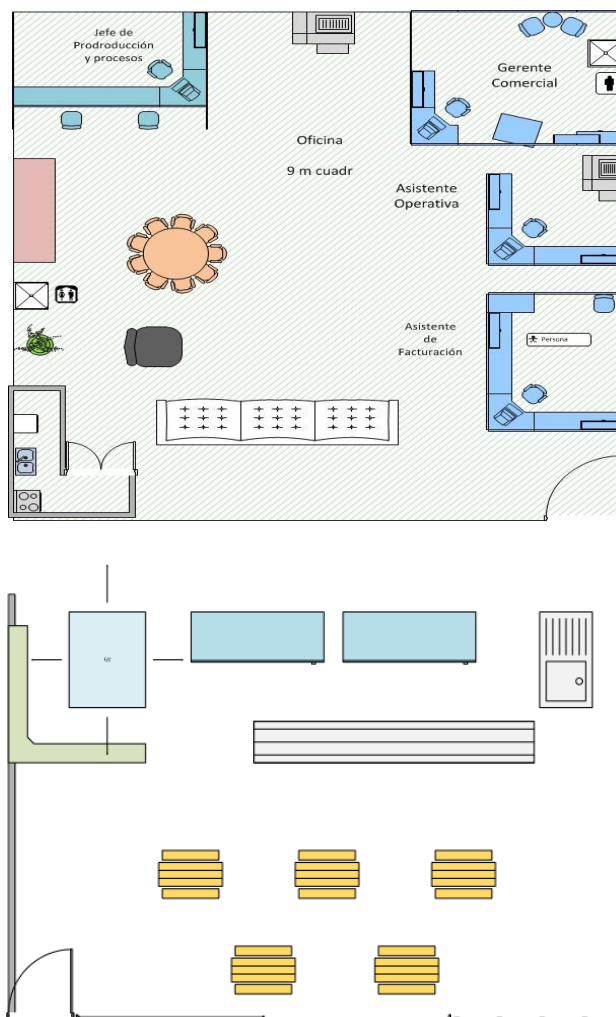 Jefe de
Prodroducción
y procesos
Gerente
Comercial
Oficina
9 m cuadr
Asistente
Operativa
Asistente
de
Facturación
Persona